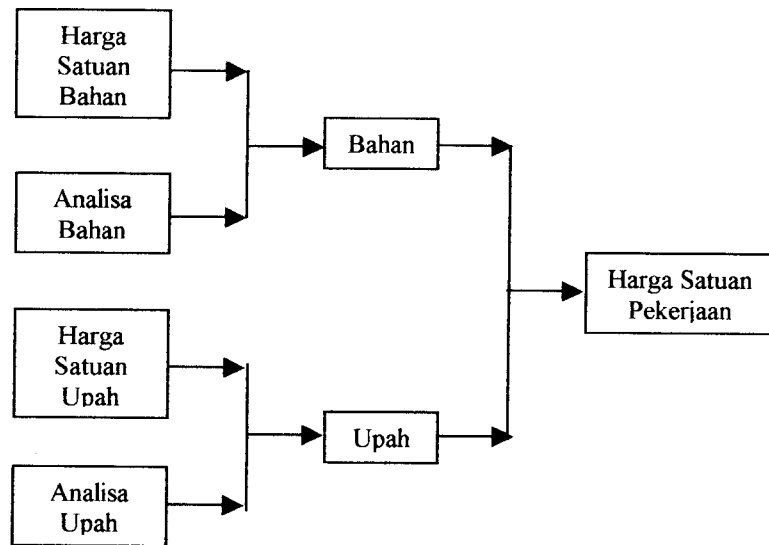 Harga
Satuan
Bahan
Analisa
Bahan
Bahan
Harga Satuan
Pekerjaan
Harga
Satuan
Upah
Analisa
Upah
Upah